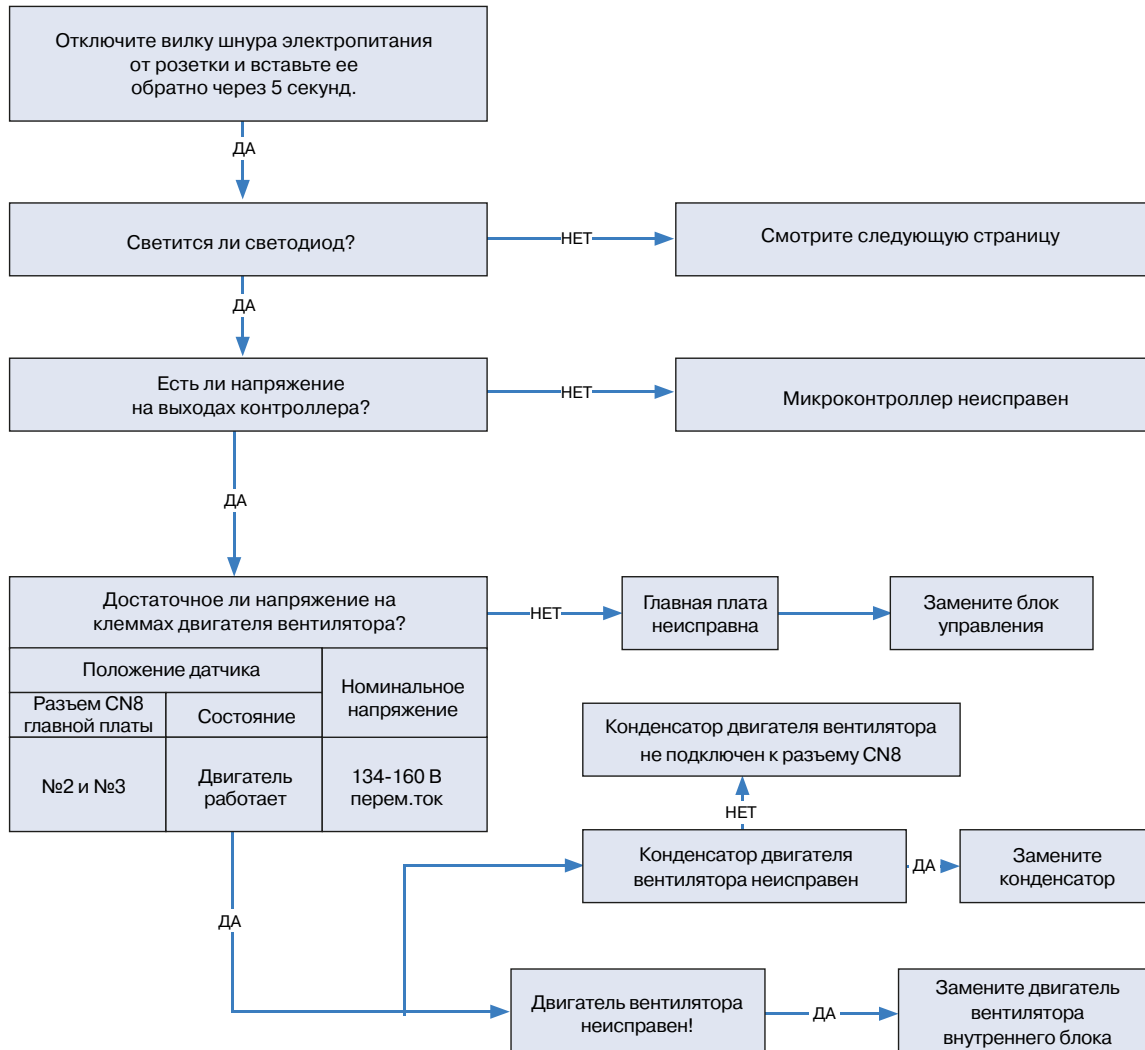 Отключите вилку шнура электропитания
от розетки и вставьте ее
обратно через 5 секунд.
ДА
Светится ли светодиод?
НЕТ
Смотрите следующую страницу
ДА
Есть ли напряжение
на выходах контроллера?
НЕТ
Микроконтроллер неисправен
ДА
Достаточное ли напряжение на
клеммах двигателя вентилятора?
НЕТ
Главная плата
неисправна
Замените блок
управления
Положение датчика
Номинальное
напряжение
Разъем CN8
главной платы
Состояние
№2 и №3
Двигатель
работает
134-160 В
перем.ток
Конденсатор двигателя вентилятора
не подключен к разъему CN8
НЕТ
Конденсатор двигателя
вентилятора неисправен
ДА
Замените
конденсатор
ДА
Двигатель вентилятора
неисправен!
ДА
Замените двигатель
вентилятора
внутреннего блока